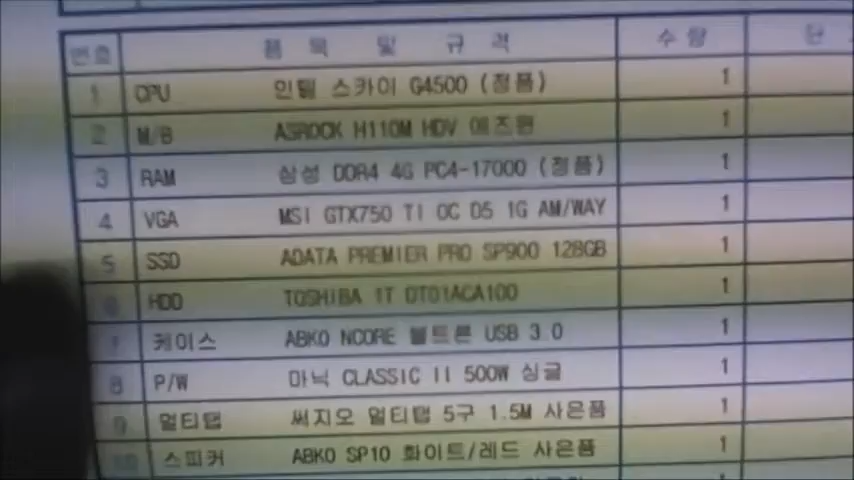 번호 품 목 및 규 격 수 량 단
1 CPU 인텔 스카이 G4500 (정품) 1
2 M/B ASROCK H110M HDV 에즈윈 1
3 RAM 삼성 DDR4 4G PC4-17000 (정품) 1
4 VGA MSI GTX750 TI OC D5 1G AM/WAY 1
5 SSD ADATA PREMIER PRO SP900 128GB 1
6 HDD TOSHIBA 1T DT01ACA100 1
7 케이스 ABKO NCORE 볼트론 USB 3.0 1
8 P/W 마닉 CLASSIC II 500W 싱글 1
9 멀티탭 써지오 멀티탭 5구 1.5M 사은품 1
10 스피커 ABKO SP10 화이트/레드 사은품 1